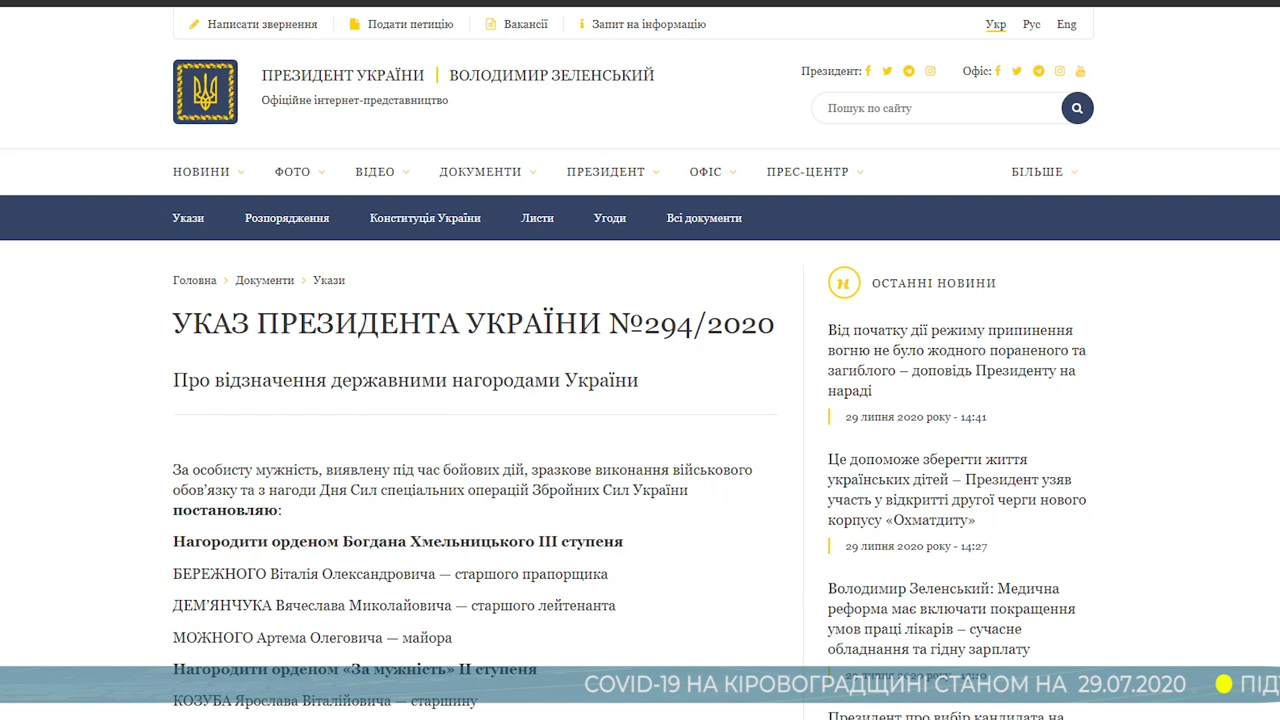 Написати звернення
Подати петицію
Вакансії
Запит на інформацію
Укр Рус Eng
ПРЕЗИДЕНТ УКРАЇНИ ВОЛОДИМИР ЗЕЛЕНСЬКИЙ
Офіційне інтернет-представництво
Президент:
Офіс:
Пошук по сайту
НОВИНИ ФОТО ВІДЕО ДОКУМЕНТИ ПРЕЗИДЕНТ ОФІС ПРЕС-ЦЕНТР БІЛЬШЕ
Укази Розпорядження Конституція України Листи Угоди Всі документи
Головна Документи Укази
УКАЗ ПРЕЗИДЕНТА УКРАЇНИ №294/2020
Про відзначення державними нагородами України
За особисту мужність, виявлену під час бойових дій, зразкове виконання військового
обов’язку та з нагоди Дня Сил спеціальних операцій Збройних Сил України
постановляю:
Нагородити орденом Богдана Хмельницького III ступеня
БЕРЕЖНОГО Віталія Олександровича — старшого прапорщика
ДЕМ’ЯНЧУКА Вячеслава Миколайовича — старшого лейтенанта
МОЖНОГО Артема Олеговича — майора
Нагородити орденом «За мужність» II ступеня
КОЗУБА Ярослава Віталійовича — старшину
н ОСТАННІ НОВИНИ
Від початку дії режиму припинення
вогню не було жодного пораненого та
загиблого – доповідь Президенту на
нараді
29 липня 2020 року - 14:41
Це допоможе зберегти життя
українських дітей – Президент узяв
участь у відкритті другої черги нового
корпусу «Охматдиту»
29 липня 2020 року - 14:27
Володимир Зеленський: Медична
реформа має включати покращення
умов праці лікарів – сучасне
обладнання та гідну зарплату
Президент про вибір кандидата на
COVID-19 НА КІРОВОГРАДЩИНІ СТАНОМ НА 29.07.2020 ПІД